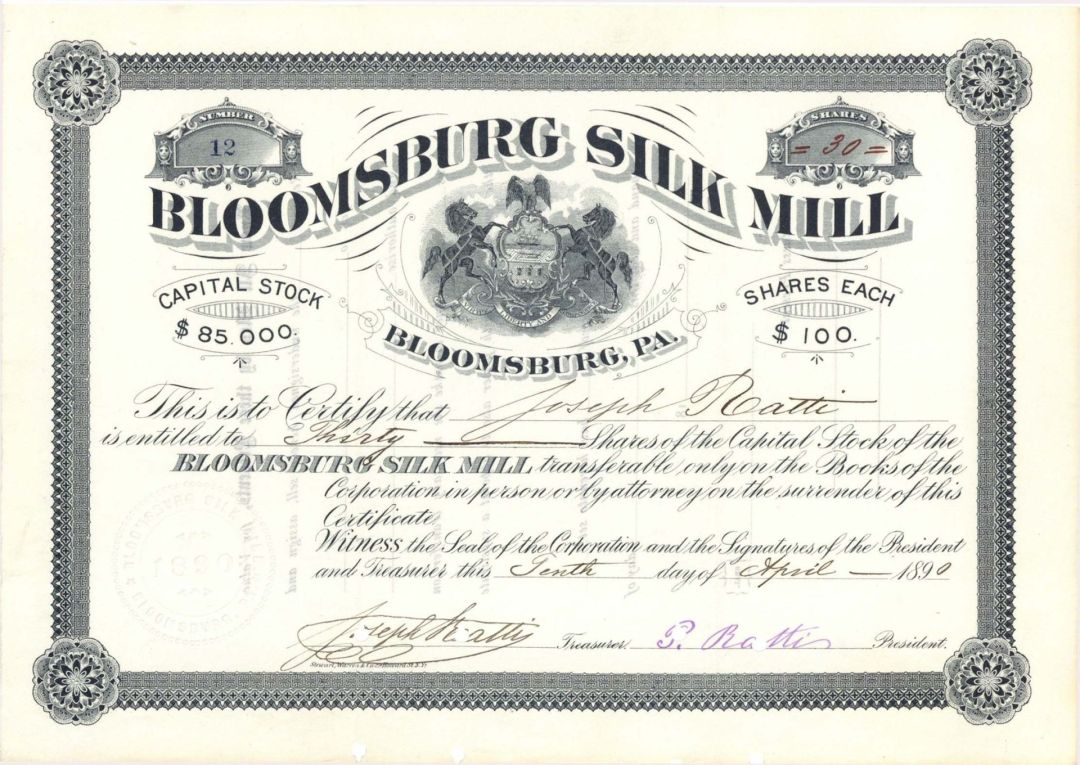 NUMBER
12
SHARES
= 30 =
BLOOMSBURG SILK MILL
CAPITAL STOCK
$ 85.000.
SHARES EACH
$ 100.
LIBERTY AND
BLOOMSBURG, PA.
This is to Certify that Joseph Ratti
is entilled to Thirty Shares of the Capital Stock of the
BLOOMSBURG SILK MILL transferable only on the Books of the
Corporation in person or by attorney on the surrender of this
Certificate.
Witness the Seal of the Corporation and the Signatures of the President
and Treasurer this Tenth day of April — 1890
Joseph Ratti Treasurer. P. Ratti President.
1890